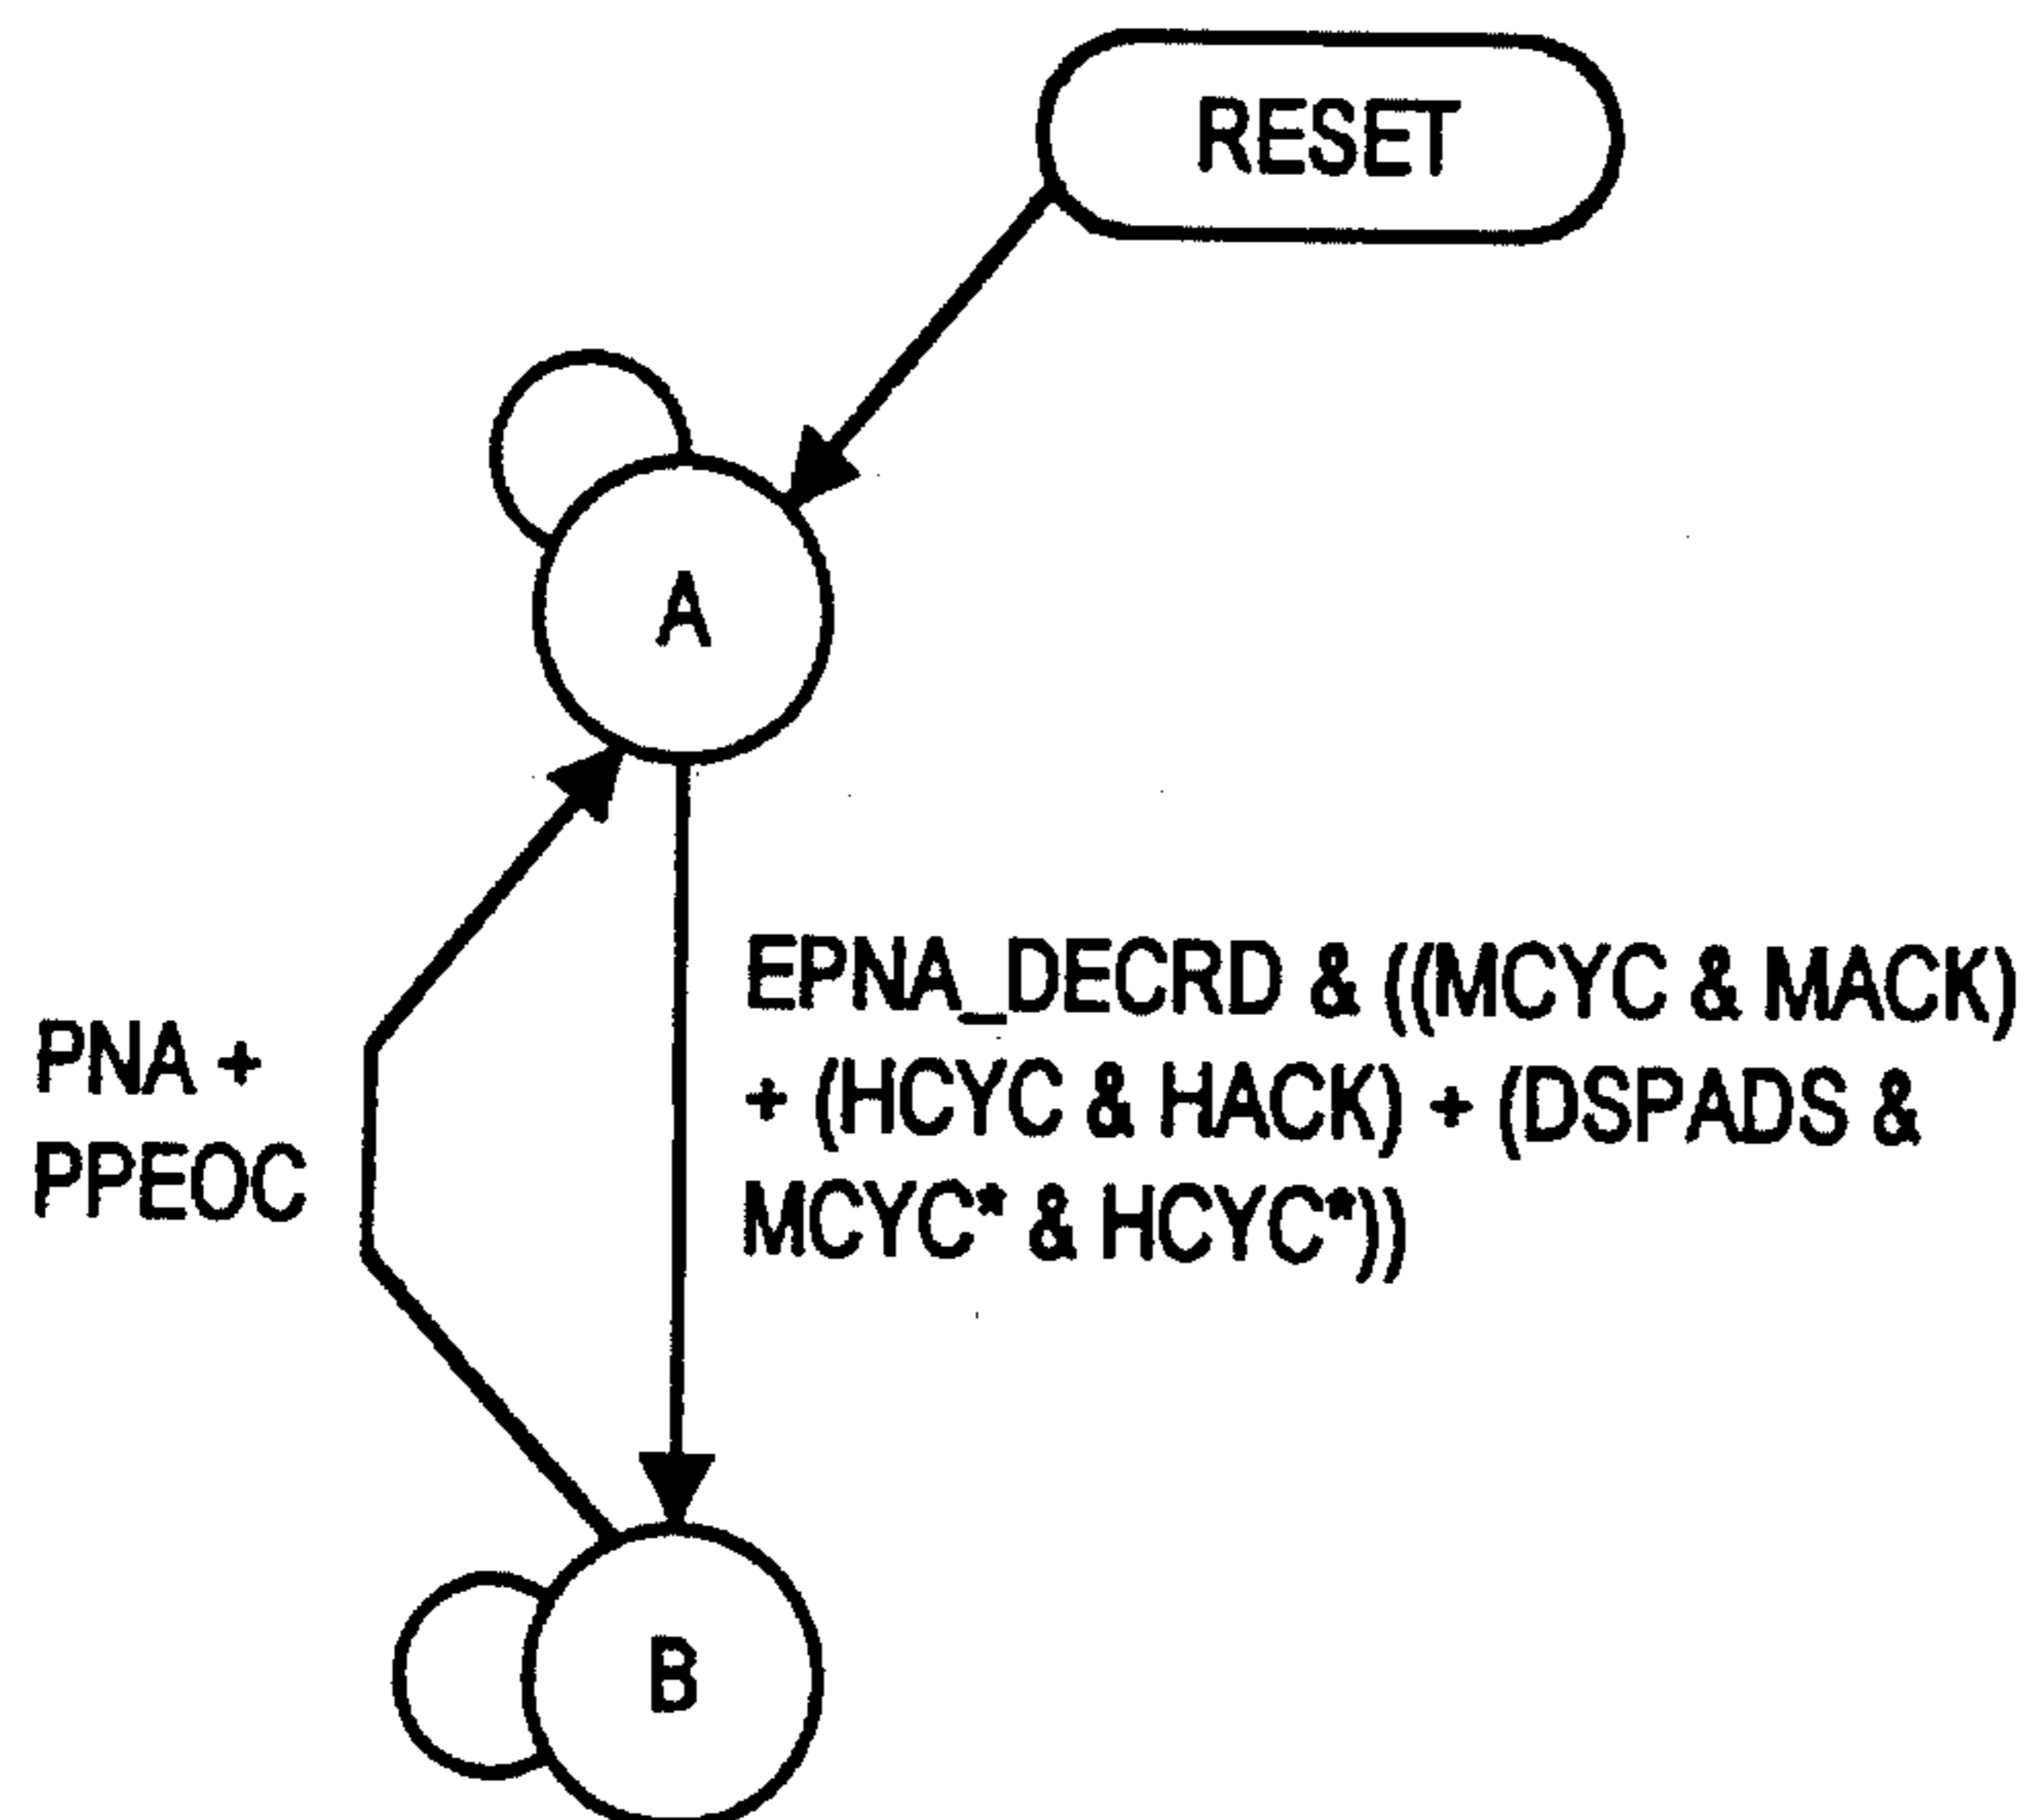 RESET
A
EPNA_DECRD & ((MCYC & MACK)
+ (HCYC & HACK) + (DSPADS &
MCYC* & HCYC*))
PNA +
PPEOC
B